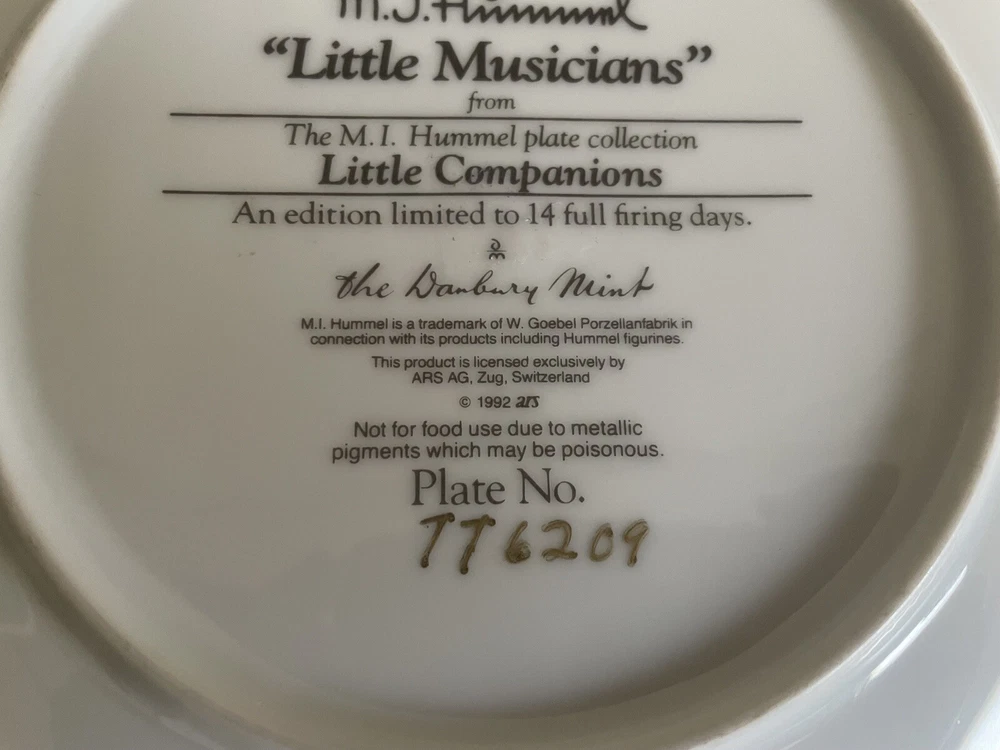 M.J.Hummel
“Little Musicians”
from
The M.I. Hummel plate collection
Little Companions
An edition limited to 14 full firing days.
the Danbury Mint
M.I. Hummel is a trademark of W. Goebel Porzellanfabrik in
connection with its products including Hummel figurines.
This product is licensed exclusively by
ARS AG, Zug, Switzerland
© 1992 ars
Not for food use due to metallic
pigments which may be poisonous.
Plate No.
TT6209